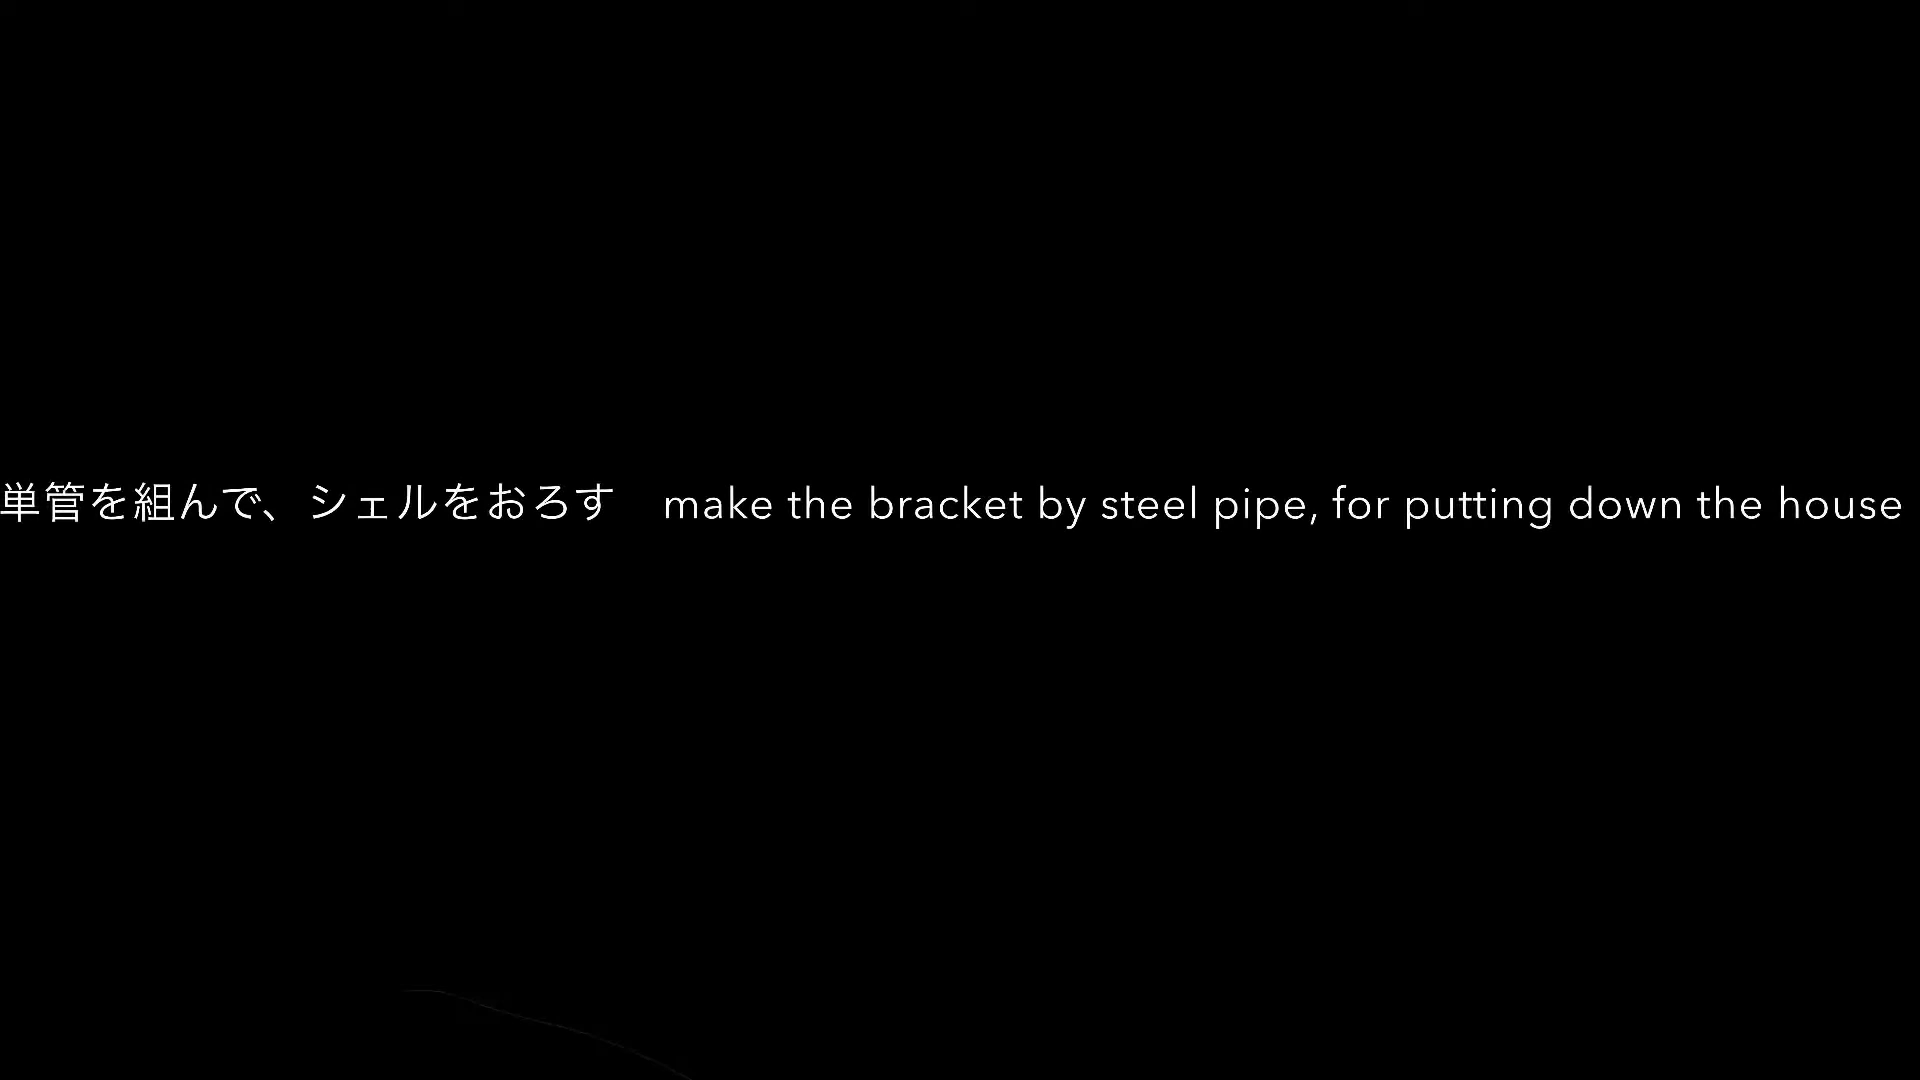 単管を組んで、シェルをおろす　make the bracket by steel pipe, for putting down the house